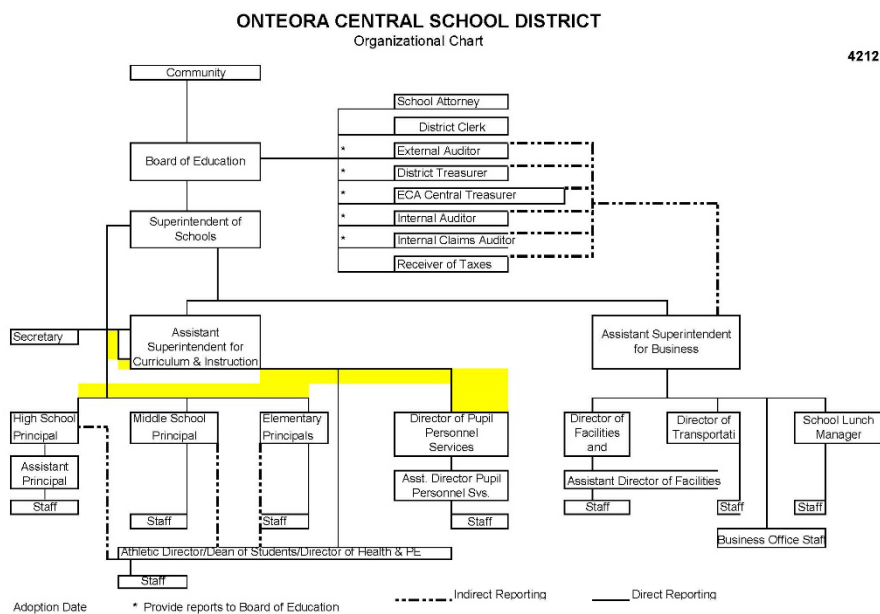 ONTEORA CENTRAL SCHOOL DISTRICT
Organizational Chart
4212
Community
School Attorney
District Clerk
Board of Education
* External Auditor
* District Treasurer
* ECA Central Treasurer
Superintendent of
Schools
* Internal Auditor
* Internal Claims Auditor
Receiver of Taxes
Secretary
Assistant
Superintendent for
Curriculum & Instruction
Assistant Superintendent
for Business
High School
Principal
Middle School
Principal
Elementary
Principals
Director of Pupil
Personnel
Services
Director of
Facilities
and
Director of
Transportati
School Lunch
Manager
Assistant
Principal
Asst. Director Pupil
Personnel Svs.
Assistant Director of Facilities
Staff
Staff
Staff
Staff
Staff
Staff
Staff
Business Office Staff
Athletic Director/Dean of Students/Director of Health & PE
Staff
Adoption Date
* Provide reports to Board of Education
Indirect Reporting
Direct Reporting